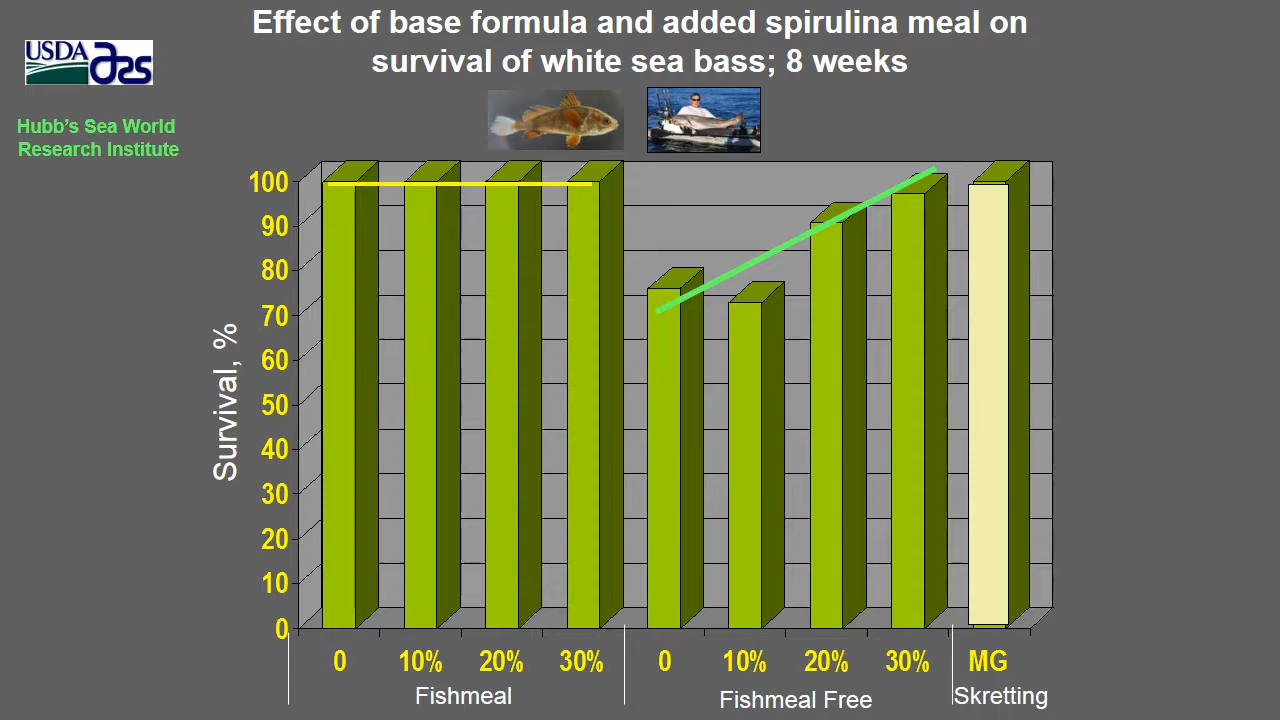 Effect of base formula and added spirulina meal on
survival of white sea bass; 8 weeks
USDA ars
Hubb's Sea World
Research Institute
Survival, %
100
90
80
70
60
50
40
30
20
10
0
0 10% 20% 30% 0 10% 20% 30% MG
Fishmeal Fishmeal Free Skretting